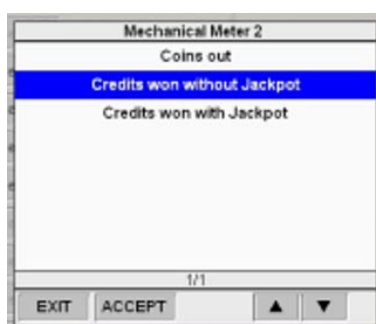 Mechanical Meter 2
Coins out
Credits won without Jackpot
Credits won with Jackpot
1/1
EXIT ACCEPT ▲ ▼